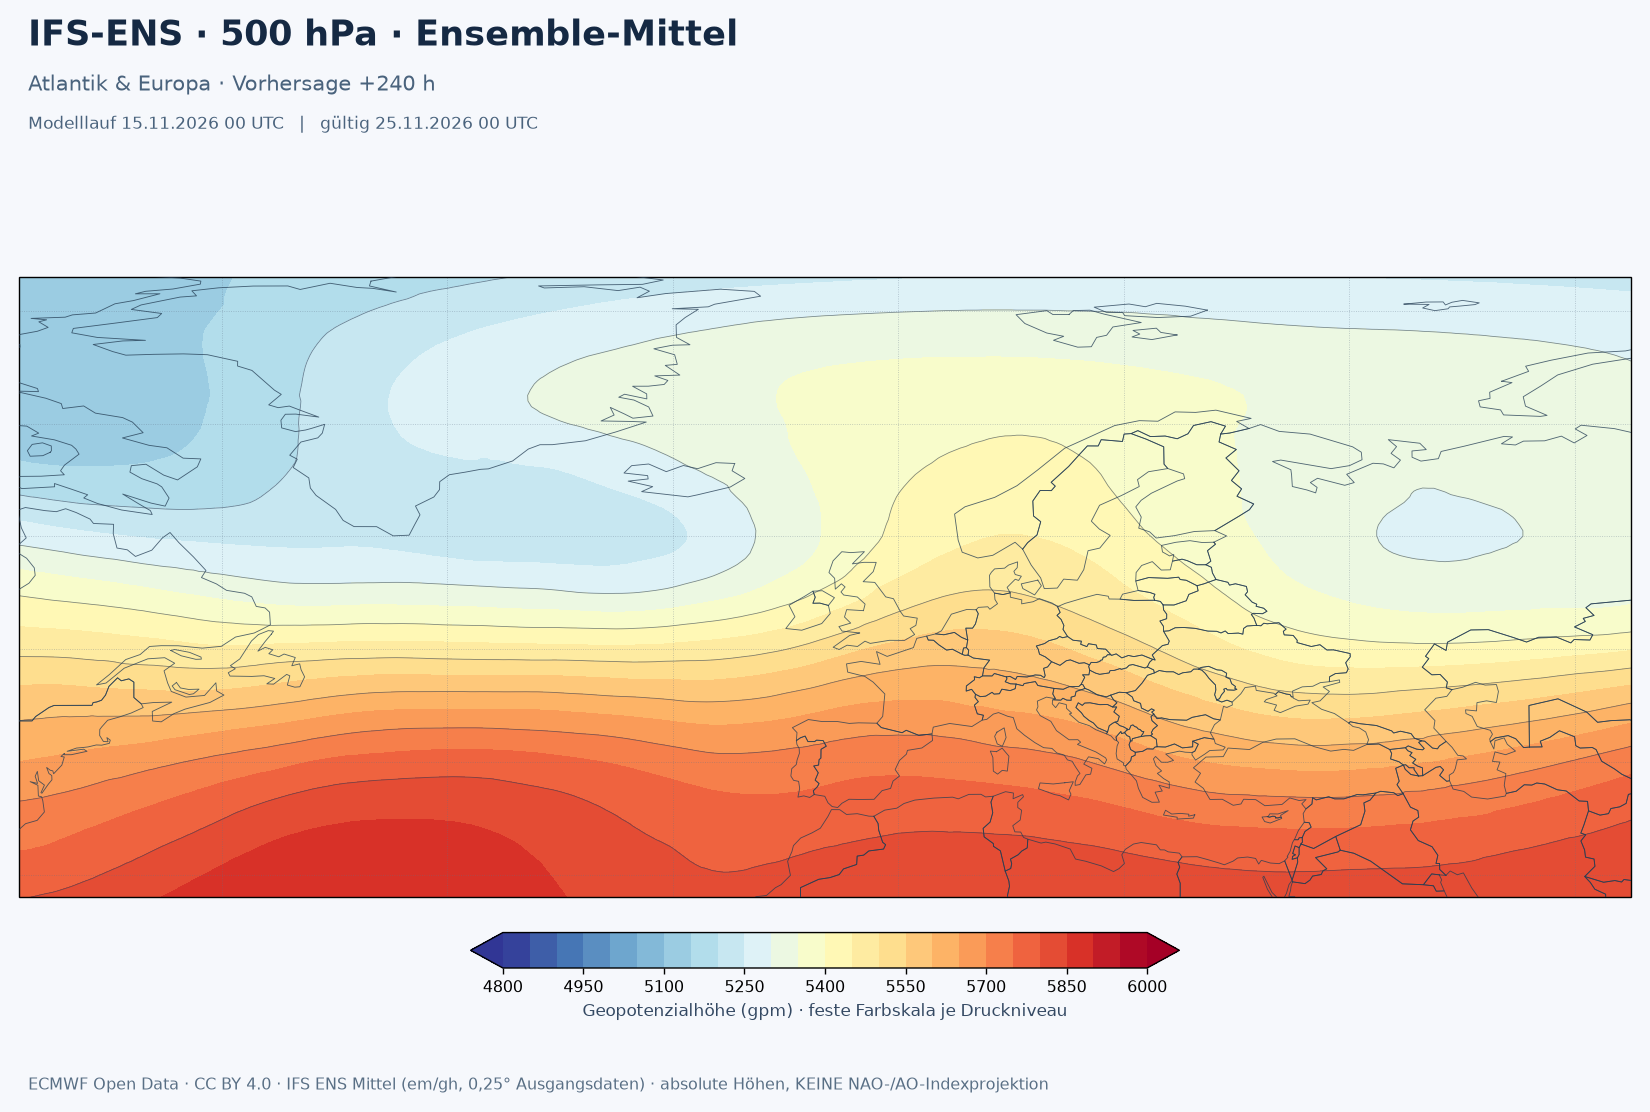 IFS-ENS · 500 hPa · Ensemble-Mittel
Atlantik & Europa · Vorhersage +240 h
Modelllauf 15.11.2026 00 UTC | gültig 25.11.2026 00 UTC
4800 4950 5100 5250 5400 5550 5700 5850 6000
Geopotenzialhöhe (gpm) · feste Farbskala je Druckniveau
ECMWF Open Data · CC BY 4.0 · IFS ENS Mittel (em/gh, 0,25° Ausgangsdaten) · absolute Höhen, KEINE NAO-/AO-Indexprojektion